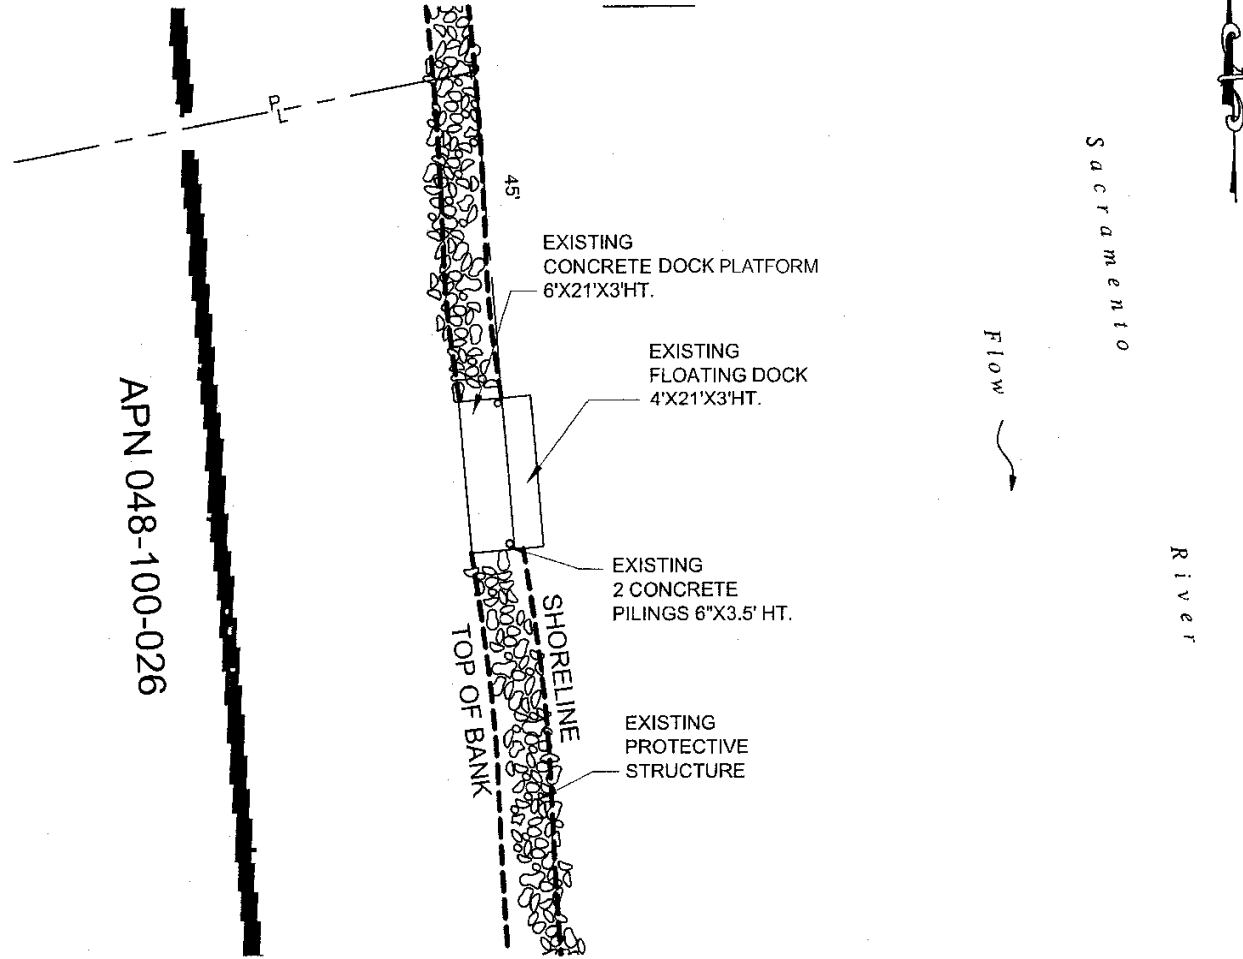 PL
45'
EXISTING
CONCRETE DOCK PLATFORM
6'X21'X3'HT.
EXISTING
FLOATING DOCK
4'X21'X3'HT.
Sacramento
Flow
River
APN 048-100-026
EXISTING
2 CONCRETE
PILINGS 6"X3.5' HT.
SHORELINE
TOP OF BANK
EXISTING
PROTECTIVE
STRUCTURE